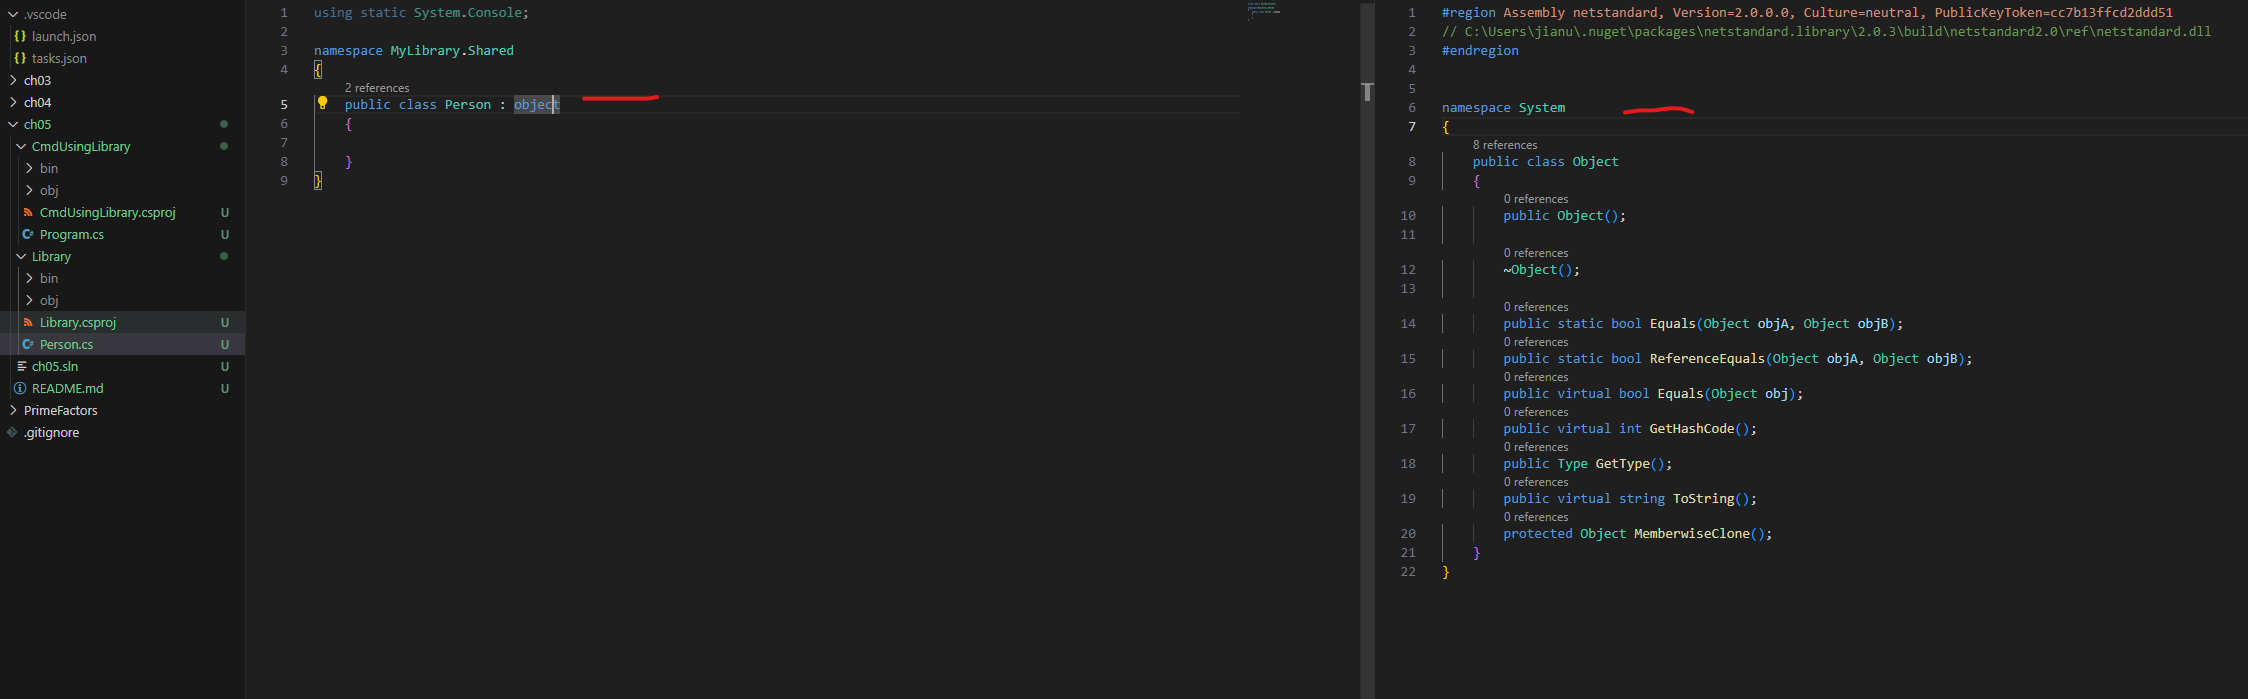 .vscode
{} launch.json
{} tasks.json
ch03
ch04
ch05
CmdUsingLibrary
bin
obj
CmdUsingLibrary.csproj U
C# Program.cs U
Library
bin
obj
Library.csproj U
C# Person.cs U
ch05.sln U
README.md U
PrimeFactors
.gitignore
1 using static System.Console;
2
3 namespace MyLibrary.Shared
4 {
2 references
5 public class Person : object
6 {
7
8 }
9 }
1 #region Assembly netstandard, Version=2.0.0.0, Culture=neutral, PublicKeyToken=cc7b13ffcd2ddd51
2 // C:\Users\jianu\.nuget\packages\netstandard.library\2.0.3\build\netstandard2.0\ref\netstandard.dll
3 #endregion
4
5
6 namespace System
7 {
8 references
8 public class Object
9 {
0 references
10 public Object();
11
0 references
12 ~Object();
13
0 references
14 public static bool Equals(Object objA, Object objB);
0 references
15 public static bool ReferenceEquals(Object objA, Object objB);
0 references
16 public virtual bool Equals(Object obj);
0 references
17 public virtual int GetHashCode();
0 references
18 public Type GetType();
0 references
19 public virtual string ToString();
0 references
20 protected Object MemberwiseClone();
21 }
22 }